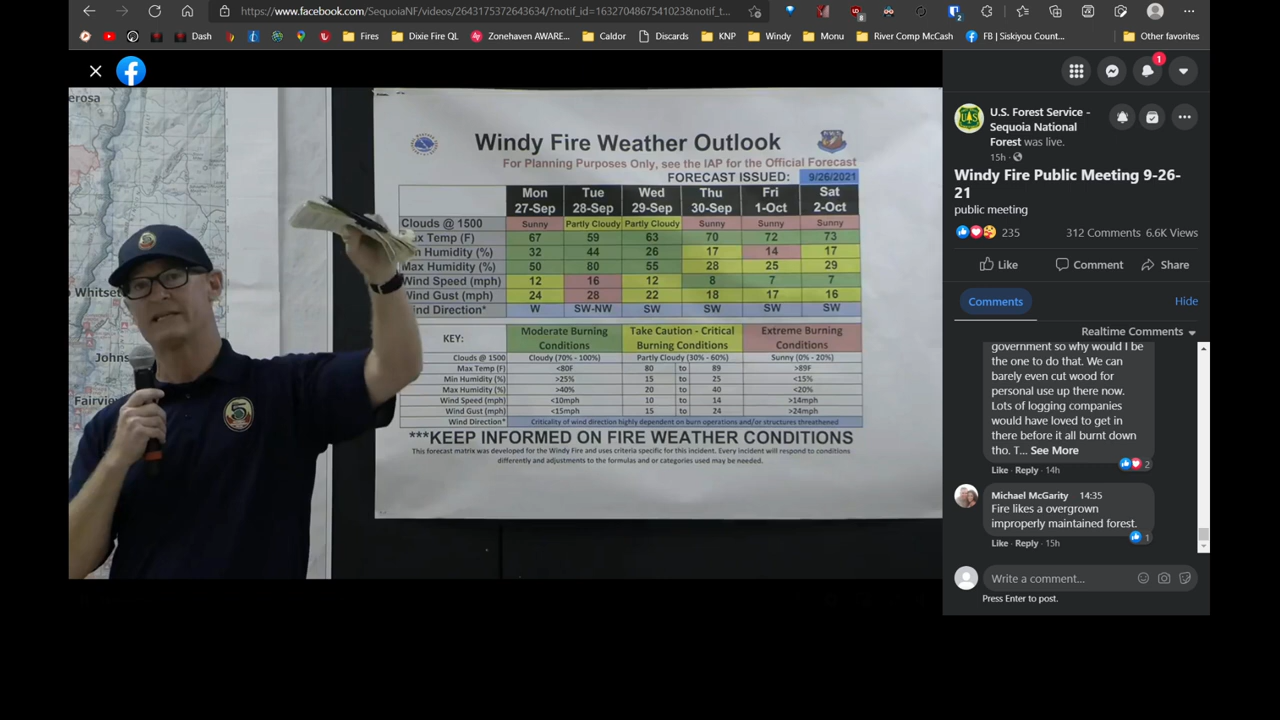 https://www.facebook.com/SequoiaNF/videos/2643175372643634/?notif_id=1632704867541023&notif_t...
8
2
Dash
Fires
Dixie Fire QL
Zonehaven AWARE...
Caldor
Discards
KNP
Windy
Monu
River Comp McCash
FB | Siskiyou Count...
Other favorites
erosa
Whitset
Johns
Fairview
5
Windy Fire Weather Outlook
For Planning Purposes Only, see the IAP for the Official Forecast
FORECAST ISSUED: 9/26/2021
Mon Tue Wed Thu Fri Sat
27-Sep 28-Sep 29-Sep 30-Sep 1-Oct 2-Oct
Clouds @ 1500 Sunny Partly Cloudy Partly Cloudy Sunny Sunny Sunny
ax Temp (F) 67 59 63 70 72 73
n Humidity (%) 32 44 26 17 14 17
Max Humidity (%) 50 80 55 28 25 29
Wind Speed (mph) 12 16 12 8 7 7
Wind Gust (mph) 24 28 22 18 17 16
ind Direction* W SW-NW SW SW SW SW
KEY: Moderate Burning Take Caution - Critical Extreme Burning
Conditions Burning Conditions Conditions
Clouds @ 1500 Cloudy (70% - 100%) Partly Cloudy (30% - 60%) Sunny (0% - 20%)
Max Temp (F) <80F 80 to 89 >89F
Min Humidity (%) >25% 15 to 25 <15%
Max Humidity (%) >40% 20 to 40 <20%
Wind Speed (mph) <10mph 10 to 14 >14mph
Wind Gust (mph) <15mph 15 to 24 >24mph
Wind Direction* Criticality of wind direction highly dependent on burn operations and/or structures threatened
***KEEP INFORMED ON FIRE WEATHER CONDITIONS
This forecast matrix was developed for the Windy Fire and uses criteria specific for this incident. Every incident will respond to conditions
differently and adjustments to the formulas and or categories used may be needed.
1
U.S. Forest Service -
Sequoia National
Forest was live.
15h ·
Windy Fire Public Meeting 9-26-
21
public meeting
235 312 Comments 6.6K Views
Like Comment Share
Comments Hide
Realtime Comments
government so why would I be
the one to do that. We can
barely even cut wood for
personal use up there now.
Lots of logging companies
would have loved to get in
there before it all burnt down
tho. T... See More
Like · Reply · 14h 2
Michael McGarity 14:35
Fire likes a overgrown
improperly maintained forest.
Like · Reply · 15h 1
Write a comment...
Press Enter to post.